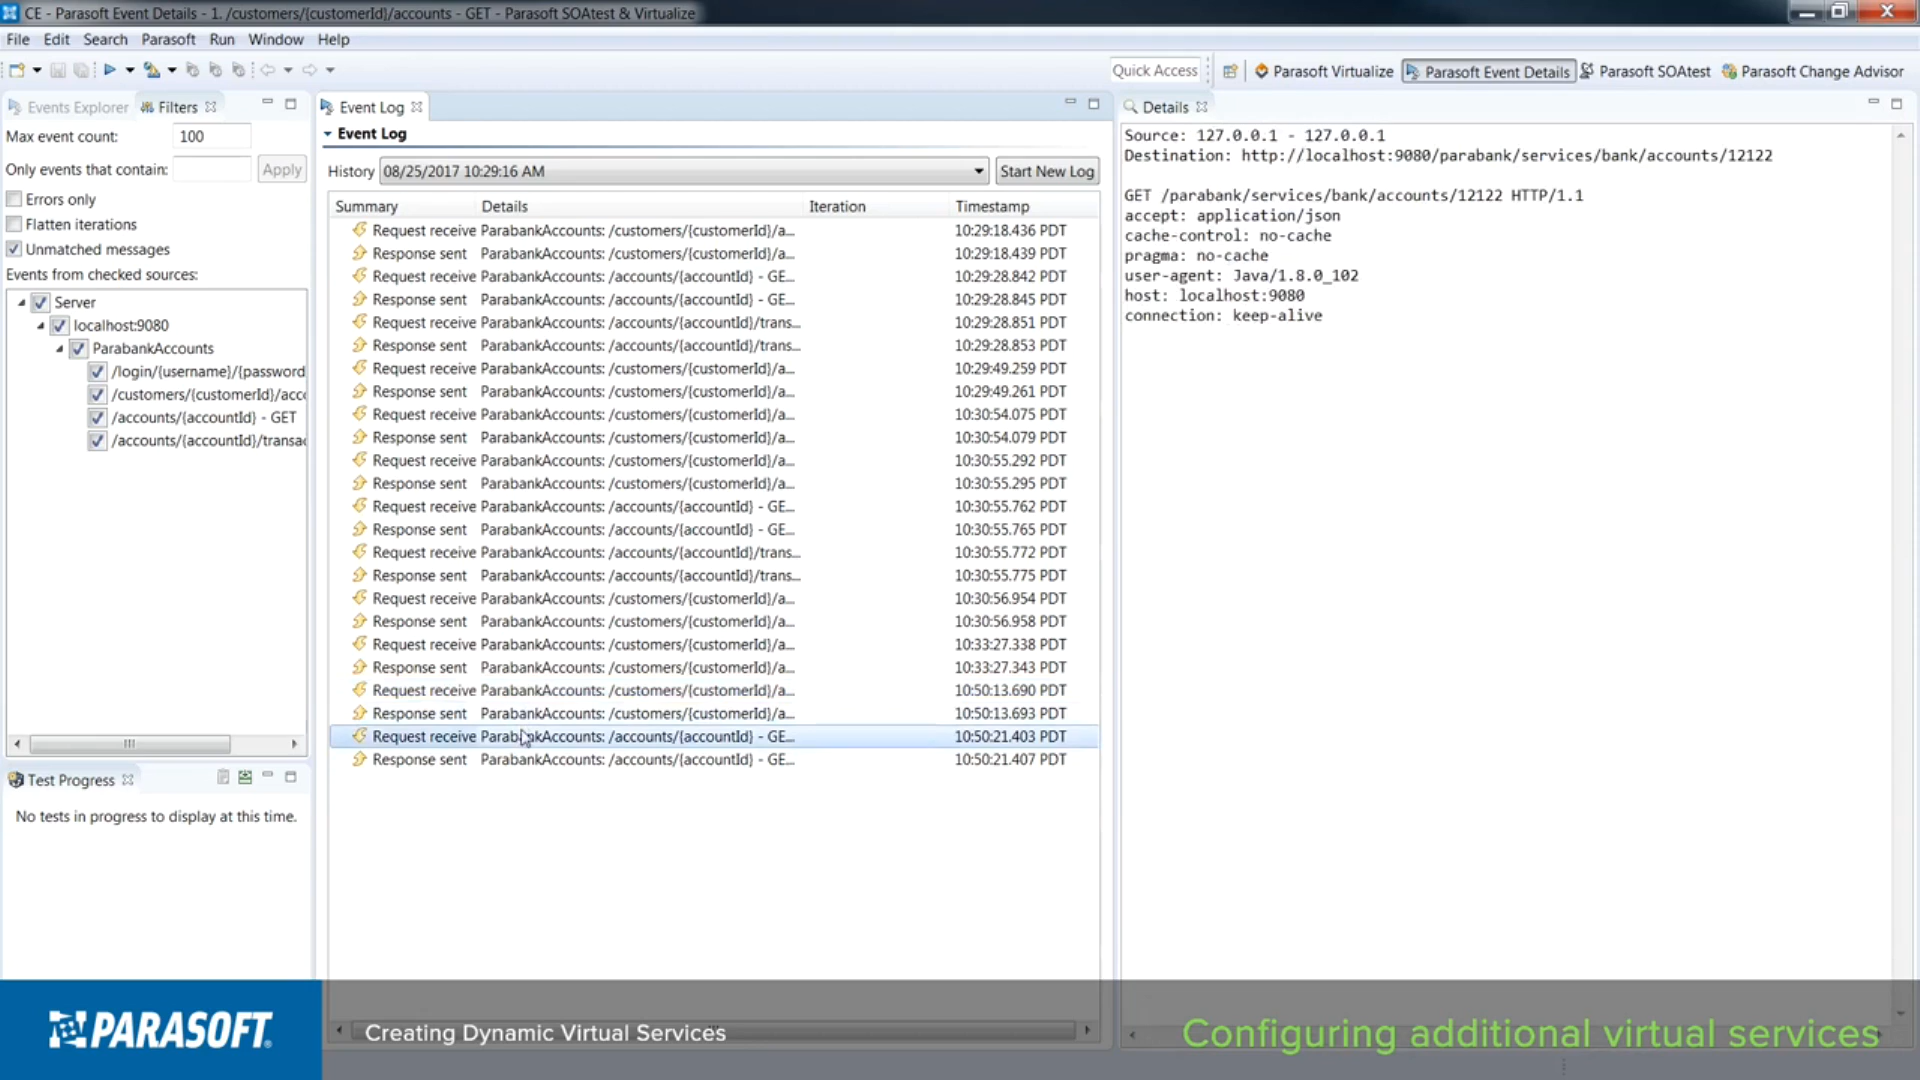 CE - Parasoft Event Details - 1. /customers/{customerId}/accounts - GET - Parasoft SOAtest & Virtualize
File Edit Search Parasoft Run Window Help
Quick Access
Parasoft Virtualize
Parasoft Event Details
Parasoft SOAtest
Parasoft Change Advisor
Events Explorer
Filters
Max event count:
100
Only events that contain:
Apply
Errors only
Flatten iterations
Unmatched messages
Events from checked sources:
Server
localhost:9080
ParabankAccounts
/login/{username}/{password
/customers/{customerId}/acc
/accounts/{accountId} - GET
/accounts/{accountId}/transac
Test Progress
No tests in progress to display at this time.
Event Log
Event Log
History
08/25/2017 10:29:16 AM
Start New Log
Summary Details Iteration Timestamp
Request receive ParabankAccounts: /customers/{customerId}/a... 10:29:18.436 PDT
Response sent ParabankAccounts: /customers/{customerId}/a... 10:29:18.439 PDT
Request receive ParabankAccounts: /accounts/{accountId} - GE... 10:29:28.842 PDT
Response sent ParabankAccounts: /accounts/{accountId} - GE... 10:29:28.845 PDT
Request receive ParabankAccounts: /accounts/{accountId}/trans... 10:29:28.851 PDT
Response sent ParabankAccounts: /accounts/{accountId}/trans... 10:29:28.853 PDT
Request receive ParabankAccounts: /customers/{customerId}/a... 10:29:49.259 PDT
Response sent ParabankAccounts: /customers/{customerId}/a... 10:29:49.261 PDT
Request receive ParabankAccounts: /customers/{customerId}/a... 10:30:54.075 PDT
Response sent ParabankAccounts: /customers/{customerId}/a... 10:30:54.079 PDT
Request receive ParabankAccounts: /customers/{customerId}/a... 10:30:55.292 PDT
Response sent ParabankAccounts: /customers/{customerId}/a... 10:30:55.295 PDT
Request receive ParabankAccounts: /accounts/{accountId} - GE... 10:30:55.762 PDT
Response sent ParabankAccounts: /accounts/{accountId} - GE... 10:30:55.765 PDT
Request receive ParabankAccounts: /accounts/{accountId}/trans... 10:30:55.772 PDT
Response sent ParabankAccounts: /accounts/{accountId}/trans... 10:30:55.775 PDT
Request receive ParabankAccounts: /customers/{customerId}/a... 10:30:56.954 PDT
Response sent ParabankAccounts: /customers/{customerId}/a... 10:30:56.958 PDT
Request receive ParabankAccounts: /customers/{customerId}/a... 10:33:27.338 PDT
Response sent ParabankAccounts: /customers/{customerId}/a... 10:33:27.343 PDT
Request receive ParabankAccounts: /customers/{customerId}/a... 10:50:13.690 PDT
Response sent ParabankAccounts: /customers/{customerId}/a... 10:50:13.693 PDT
Request receive ParabankAccounts: /accounts/{accountId} - GE... 10:50:21.403 PDT
Response sent ParabankAccounts: /accounts/{accountId} - GE... 10:50:21.407 PDT
Details
Source: 127.0.0.1 - 127.0.0.1
Destination: http://localhost:9080/parabank/services/bank/accounts/12122
GET /parabank/services/bank/accounts/12122 HTTP/1.1
accept: application/json
cache-control: no-cache
pragma: no-cache
user-agent: Java/1.8.0_102
host: localhost:9080
connection: keep-alive
PARASOFT
Creating Dynamic Virtual Services
Configuring additional virtual services